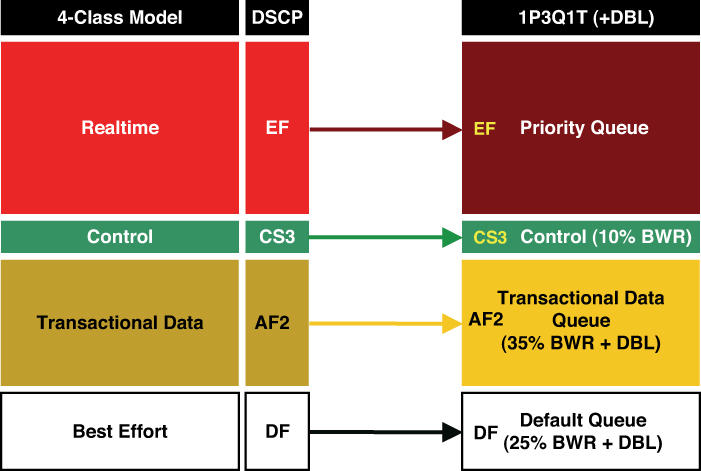 4-Class Model DSCP 1P3Q1T (+DBL)
Realtime EF EF Priority Queue
Control CS3 CS3 Control (10% BWR)
Transactional Data AF2 AF2 Transactional Data
Queue
(35% BWR + DBL)
Best Effort DF DF Default Queue
(25% BWR + DBL)